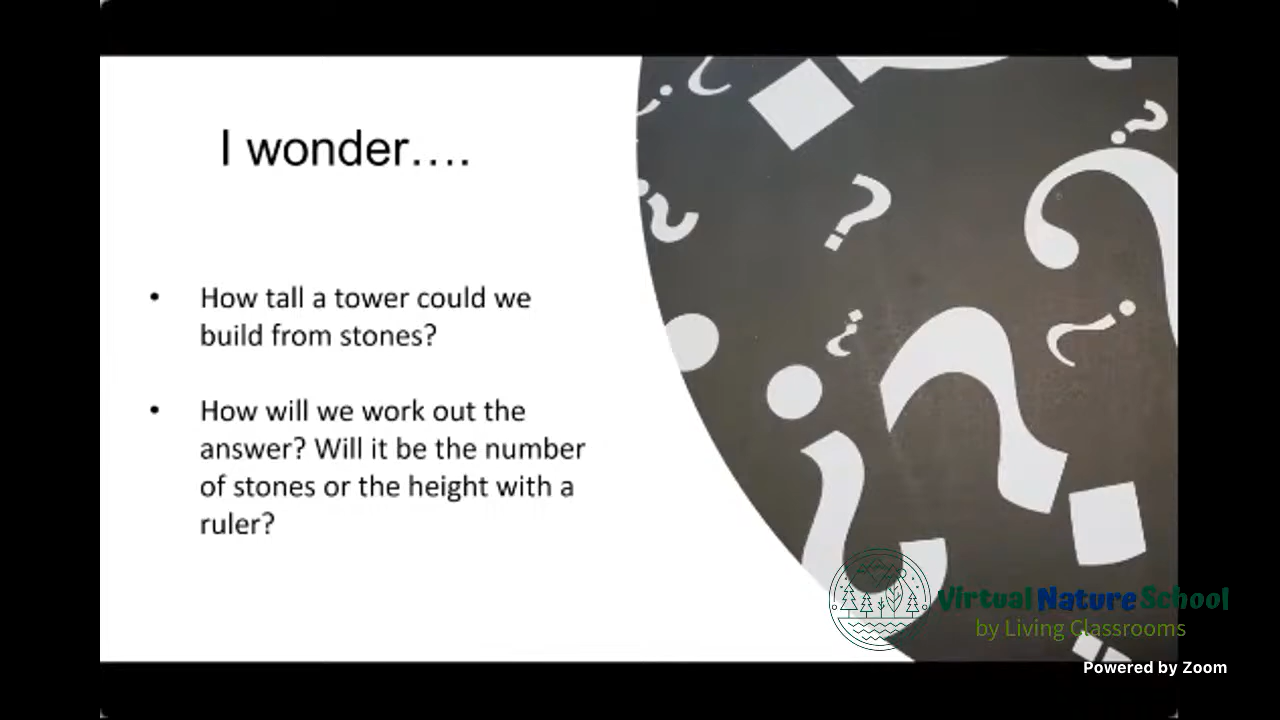 I wonder....
• How tall a tower could we
build from stones?
• How will we work out the
answer? Will it be the number
of stones or the height with a
ruler?
Virtual Nature School
by Living Classrooms
Powered by Zoom